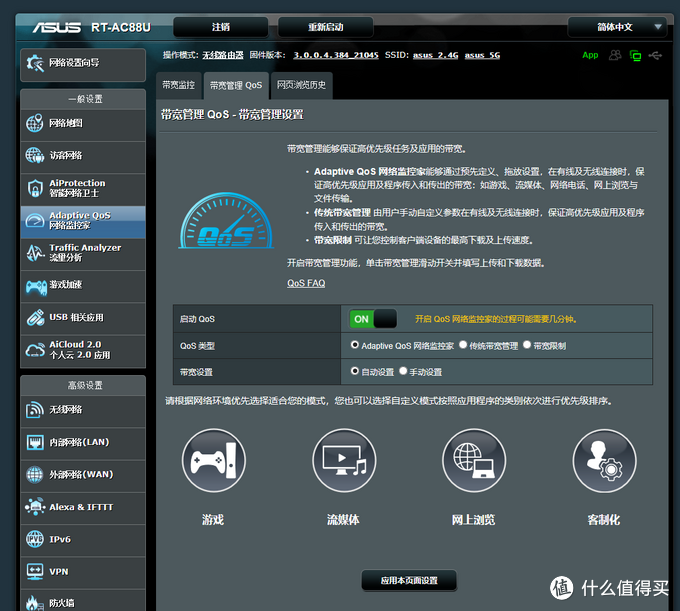 ASUS RT-AC88U 注销 重新启动 简体中文
操作模式: 无线路由器 固件版本: 3.0.0.4.384_21045 SSID: asus_2.4G asus_5G App
网络设置向导
一般设置
网络地图
访客网络
AiProtection
智能网络卫士
Adaptive QoS
网络监控家
Traffic Analyzer
流量分析
游戏加速
USB 相关应用
AiCloud 2.0
个人云 2.0 应用
高级设置
无线网络
内部网络(LAN)
外部网络(WAN)
Alexa & IFTTT
IPv6
VPN
防火墙
带宽监控 带宽管理 QoS 网页浏览历史
带宽管理 QoS - 带宽管理设置
QoS
带宽管理能够保证高优先级任务及应用的带宽。
• Adaptive QoS 网络监控家能够通过预先定义、拖放设置，在有线及无线连接时，保
证高优先级应用及程序传入和传出的带宽: 如游戏、流媒体、网络电话、网上浏览与
文件传输。
• 传统带宽管理 由用户手动自定义参数在有线及无线连接时，保证高优先级应用及程序
传入和传出的带宽。
• 带宽限制 可让您控制客户端设备的最高下载及上传速度。
开启带宽管理功能，单击带宽管理滑动开关并填写上传和下载数据。
QoS FAQ
启动 QoS ON 开启 QoS 网络监控家的过程可能需要几分钟。
QoS 类型 Adaptive QoS 网络监控家 传统带宽管理 带宽限制
带宽设置 自动设置 手动设置
请根据网络环境优先选择适合您的模式，您也可以选择自定义模式按照应用程序的类别依次进行优先级排序。
游戏 流媒体 网上浏览 客制化
应用本页面设置
值 什么值得买